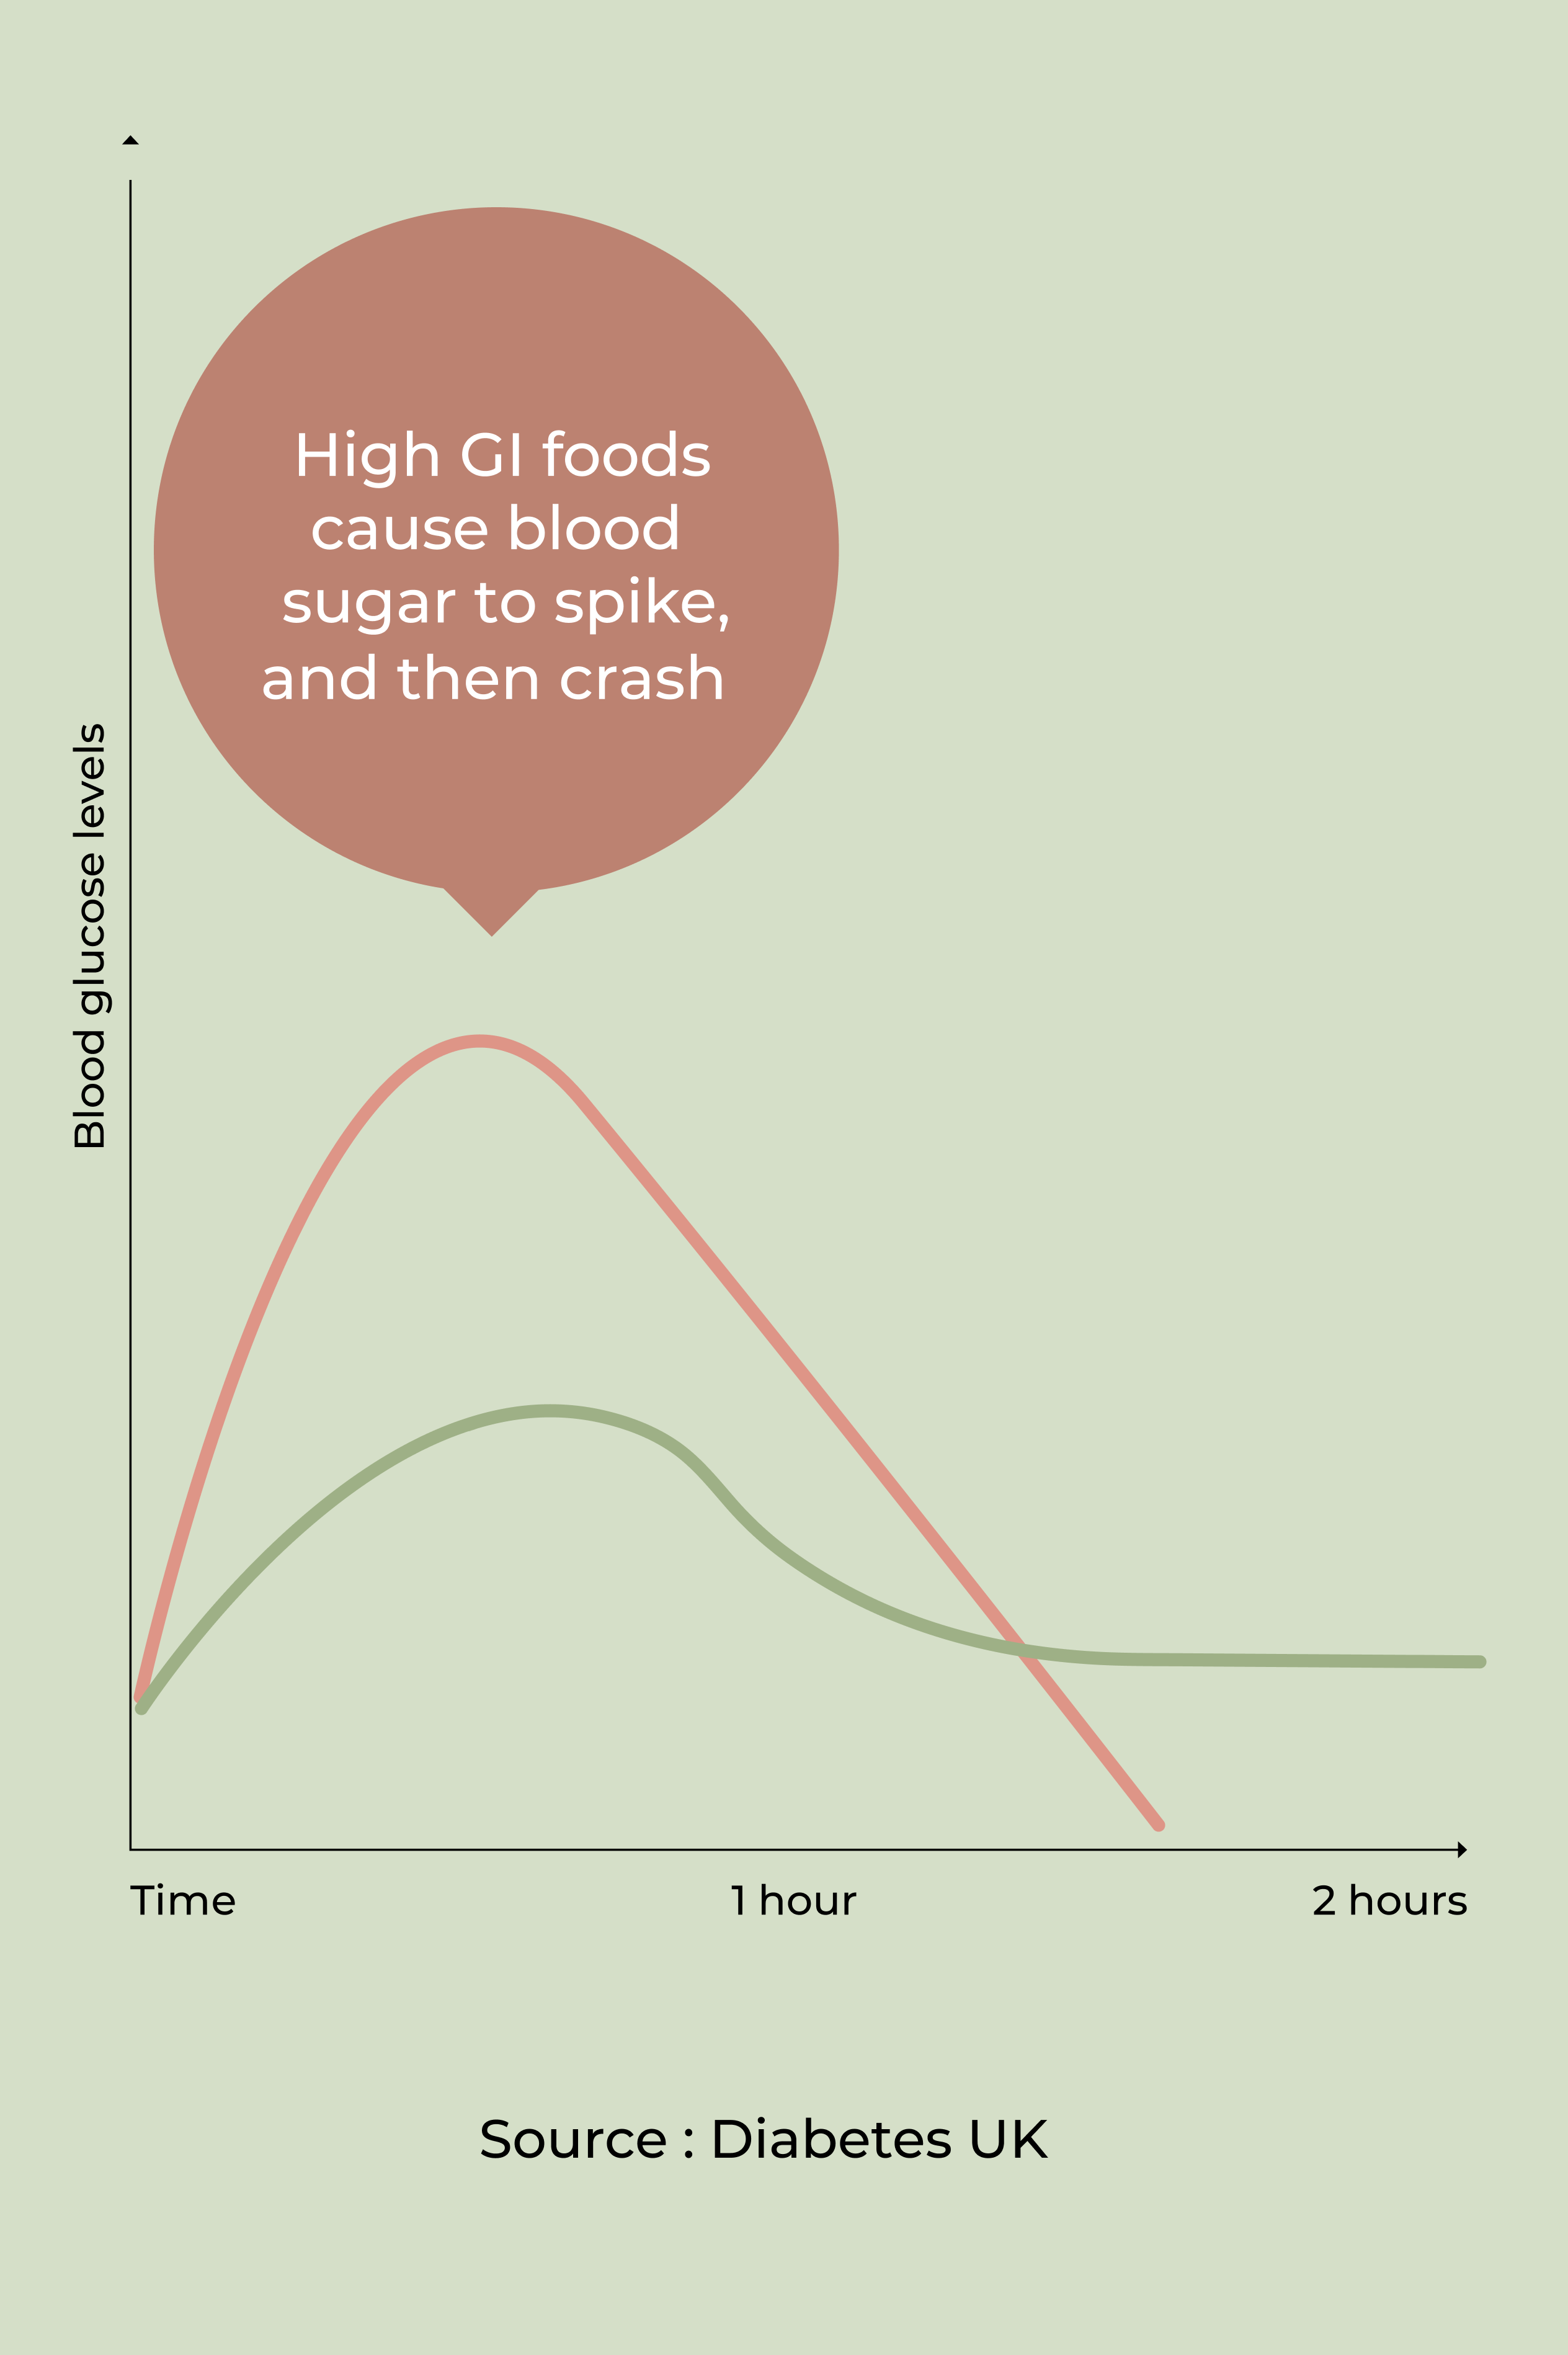 High GI foods
cause blood
sugar to spike,
and then crash
Blood glucose levels
Time
1 hour
2 hours
Source : Diabetes UK